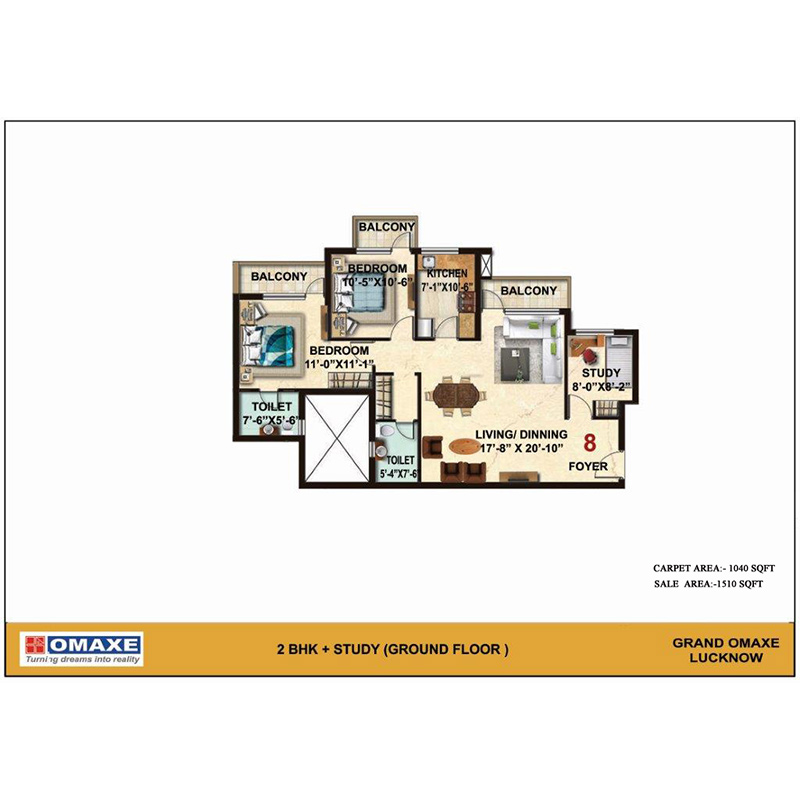 BALCONY
BALCONY
BEDROOM
10'-5"X10'-6"
KITCHEN
7'-1"X10'-6"
BALCONY
BEDROOM
11'-0"X11'-1"
STUDY
8'-0"X8'-2"
TOILET
7'-6"X5'-6"
LIVING/ DINNING
17'-8" X 20'-10"
8
FOYER
TOILET
5'-4"X7'-6
CARPET AREA:- 1040 SQFT
SALE AREA:-1510 SQFT
OMAXE
Turning dreams into reality
2 BHK + STUDY (GROUND FLOOR )
GRAND OMAXE
LUCKNOW